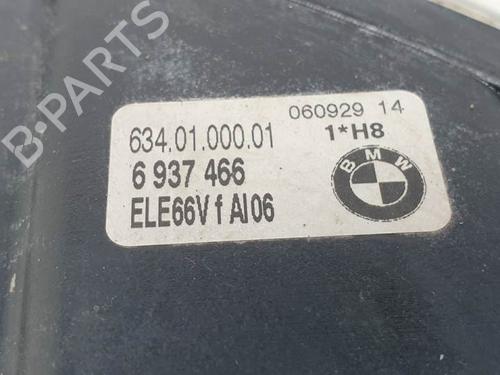 060929 14
634.01.000.01 1*H8
6 937 466
BMW
ELE66V f AI06
B-PARTS